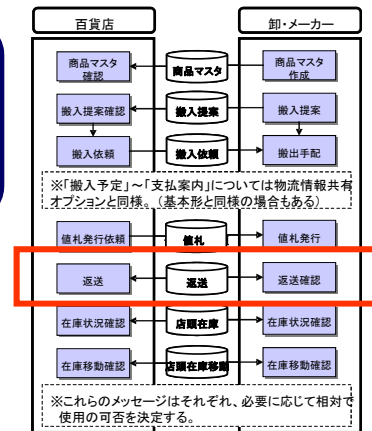 百貨店 卸・メーカー
商品マスタ
確認
商品マスタ
商品マスタ
作成
搬入提案確認 搬入提案 搬入提案
搬入依頼 搬入依頼 搬出手配
※「搬入予定」~「支払案内」については物流情報共有
オプションと同様。(基本形と同様の場合もある)
値札発行依頼 値札 値札発行
返送 返送 返送確認
在庫状況確認 店頭在庫 在庫状況確認
在庫移動確認 店頭在庫移動 在庫移動確認
※これらのメッセージはそれぞれ、必要に応じて相対で
使用の可否を決定する。